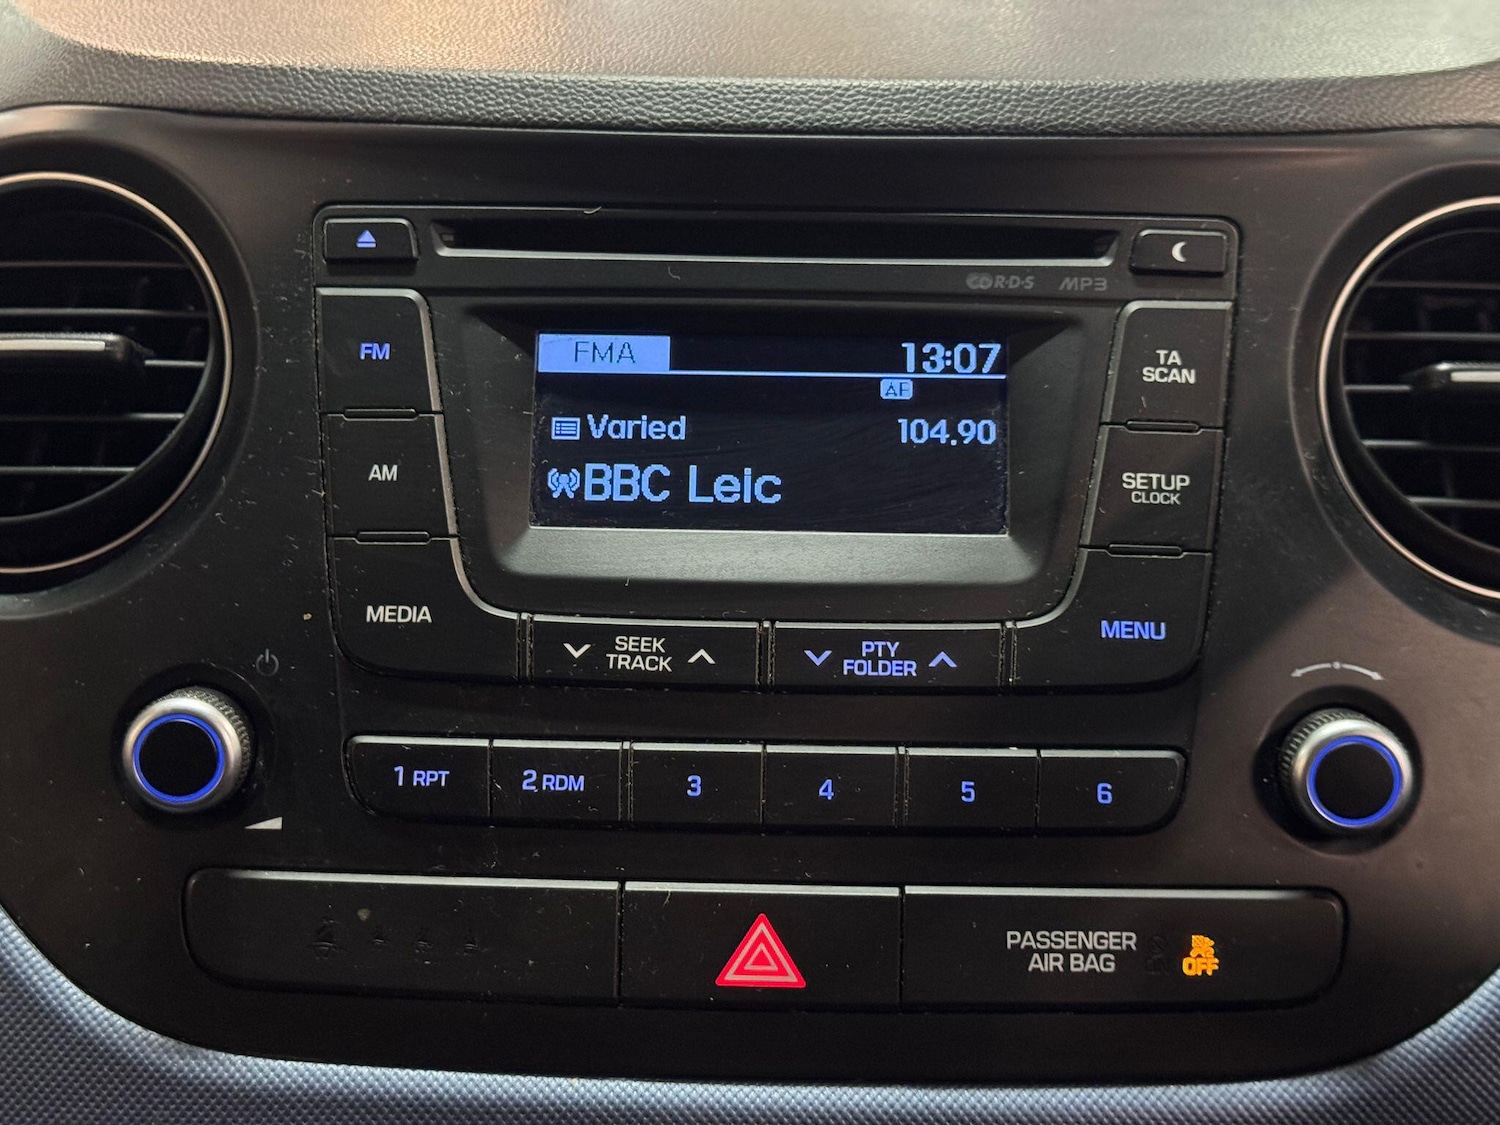 RDS MP3
FM
FMA 13:07
AF
Varied 104.90
BBC Leic
TA
SCAN
AM
SETUP
CLOCK
MEDIA
SEEK
TRACK
PTY
FOLDER
MENU
1 RPT
2 RDM
3
4
5
6
PASSENGER
AIR BAG
OFF